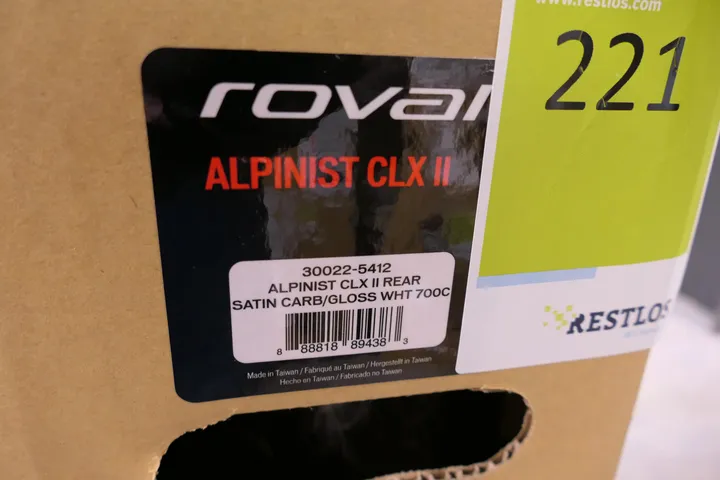 www.restlos.com
221
roval
ALPINIST CLX II
30022-5412
ALPINIST CLX II REAR
SATIN CARB/GLOSS WHT 700C
8 88818 89438 3
Made in Taiwan / Fabriqué au Taiwan / Hergestellt in Taiwan
Hecho en Taiwan / Fabricado no Taiwan
RESTLOS